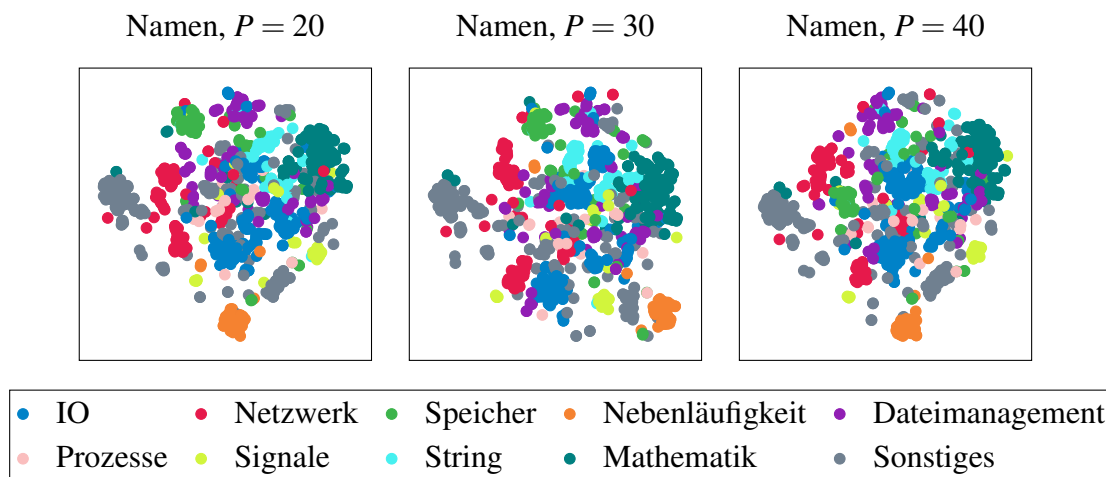 Namen, P = 20 Namen, P = 30 Namen, P = 40
IO Netzwerk Speicher Nebenläufigkeit Dateimanagement
Prozesse Signale String Mathematik Sonstiges